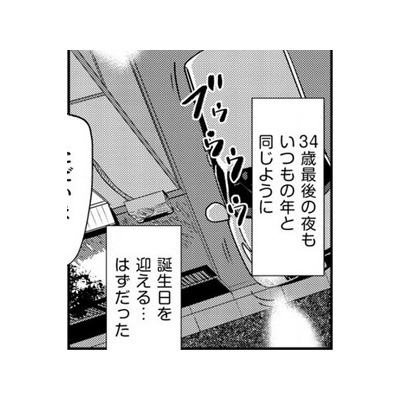 34歳最後の夜も
いつもの年と
同じように
ブゥゥゥゥ
誕生日を
迎える…
はずだった